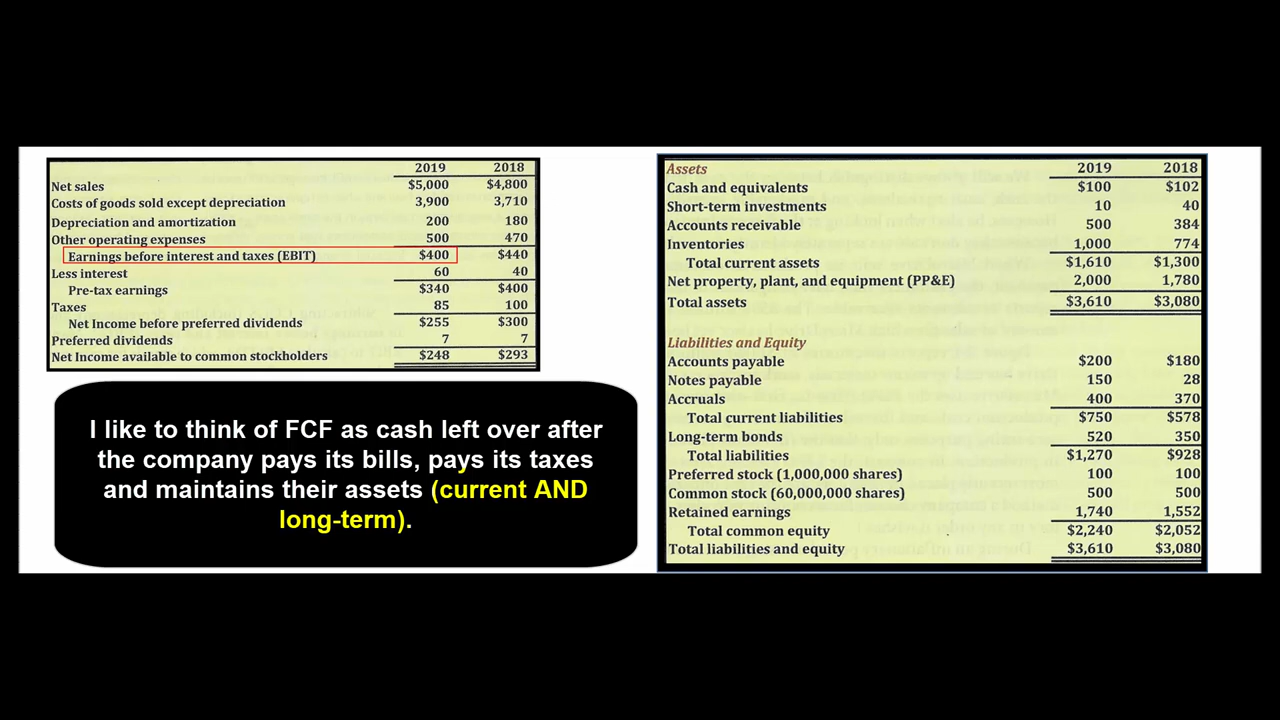 2019 2018
Net sales $5,000 $4,800
Costs of goods sold except depreciation 3,900 3,710
Depreciation and amortization 200 180
Other operating expenses 500 470
Earnings before interest and taxes (EBIT) $400 $440
Less interest 60 40
Pre-tax earnings $340 $400
Taxes 85 100
Net Income before preferred dividends $255 $300
Preferred dividends 7 7
Net Income available to common stockholders $248 $293
I like to think of FCF as cash left over after
the company pays its bills, pays its taxes
and maintains their assets (current AND
long-term).
Assets 2019 2018
Cash and equivalents $100 $102
Short-term investments 10 40
Accounts receivable 500 384
Inventories 1,000 774
Total current assets $1,610 $1,300
Net property, plant, and equipment (PP&E) 2,000 1,780
Total assets $3,610 $3,080
Liabilities and Equity
Accounts payable $200 $180
Notes payable 150 28
Accruals 400 370
Total current liabilities $750 $578
Long-term bonds 520 350
Total liabilities $1,270 $928
Preferred stock (1,000,000 shares) 100 100
Common stock (60,000,000 shares) 500 500
Retained earnings 1,740 1,552
Total common equity $2,240 $2,052
Total liabilities and equity $3,610 $3,080